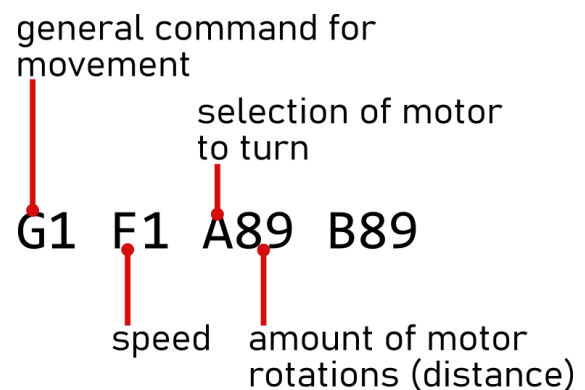 general command for
movement
selection of motor
to turn
G1 F1 A89 B89
speed
amount of motor
rotations (distance)